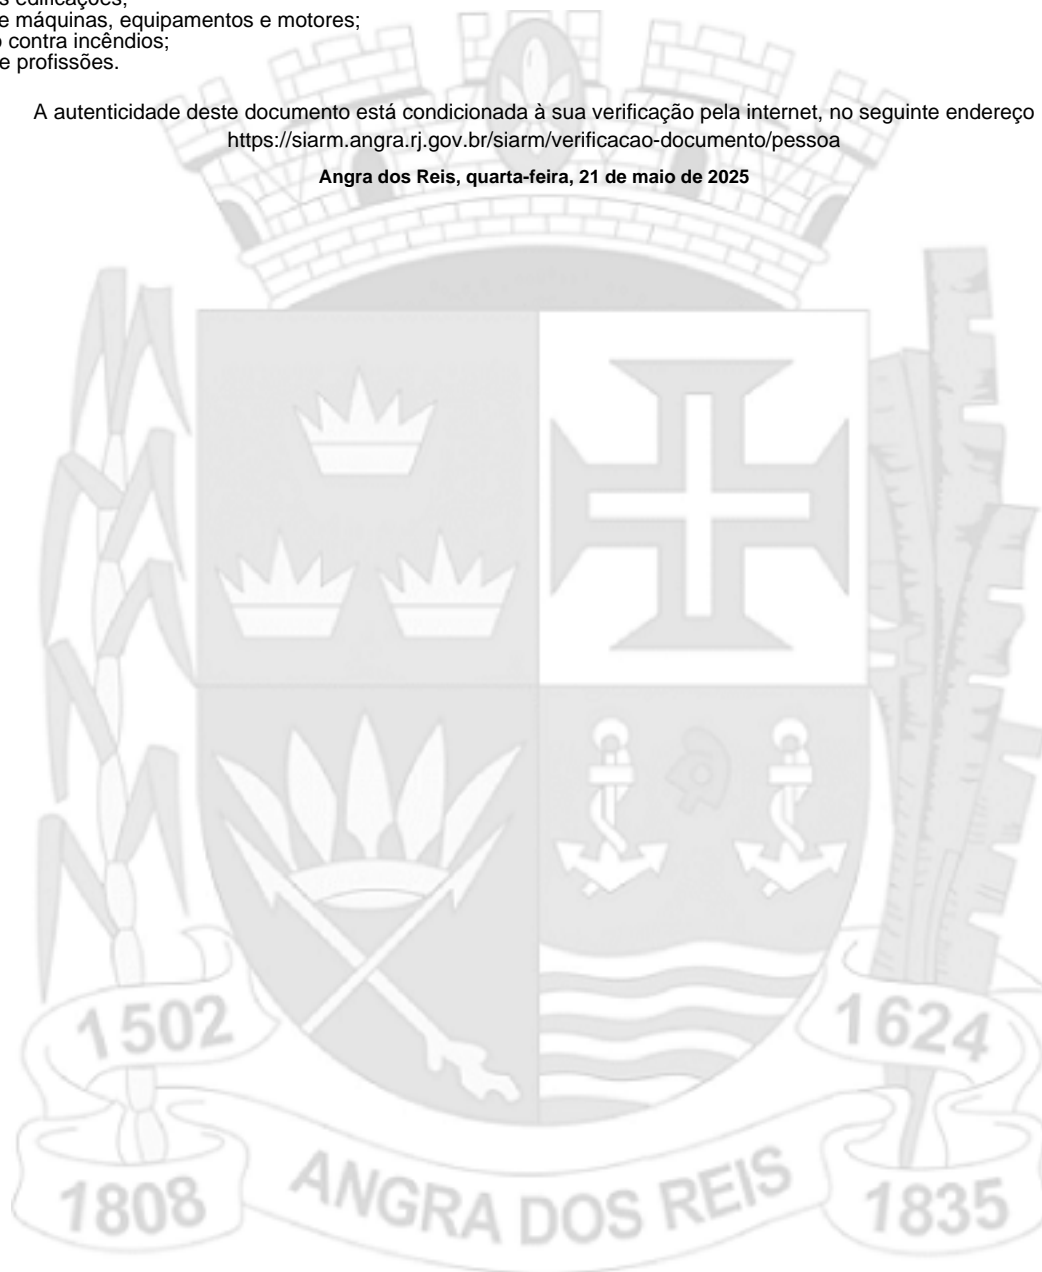 s edificações;
e máquinas, equipamentos e motores;
o contra incêndios;
e profissões.
A autenticidade deste documento está condicionada à sua verificação pela internet, no seguinte endereço
https://siarm.angra.rj.gov.br/siarm/verificacao-documento/pessoa
Angra dos Reis, quarta-feira, 21 de maio de 2025
1502
1624
1808
ANGRA DOS REIS
1835